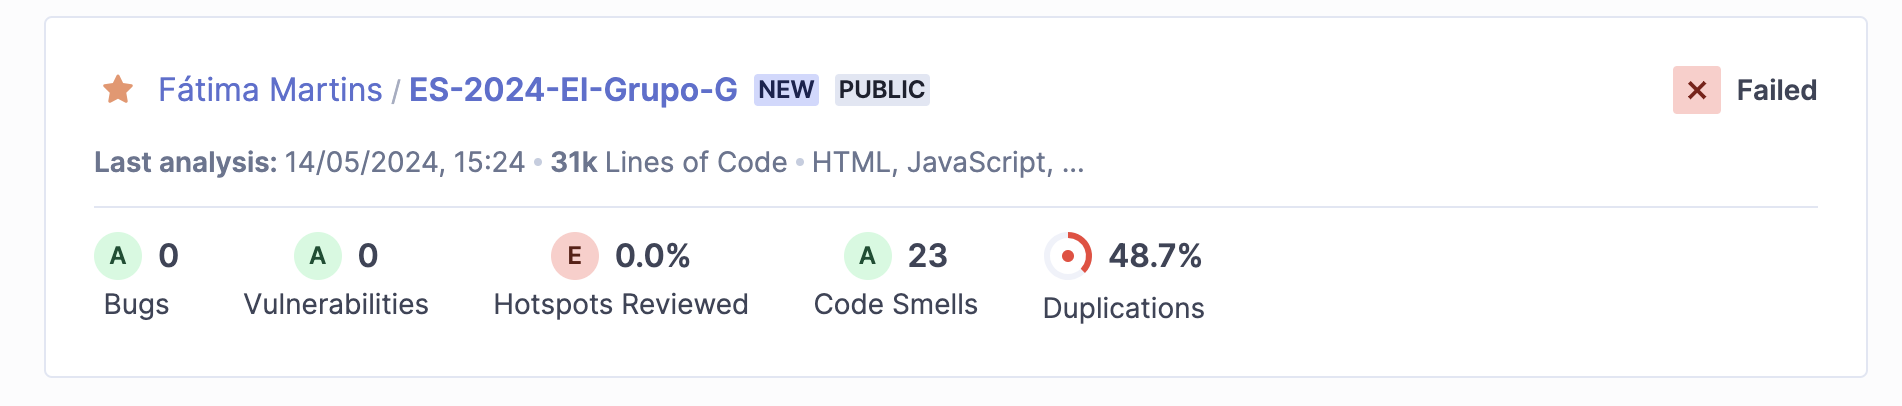 Fátima Martins / ES-2024-EI-Grupo-G NEW PUBLIC
Failed
Last analysis: 14/05/2024, 15:24 • 31k Lines of Code • HTML, JavaScript, ...
A 0
Bugs
A 0
Vulnerabilities
E 0.0%
Hotspots Reviewed
A 23
Code Smells
48.7%
Duplications